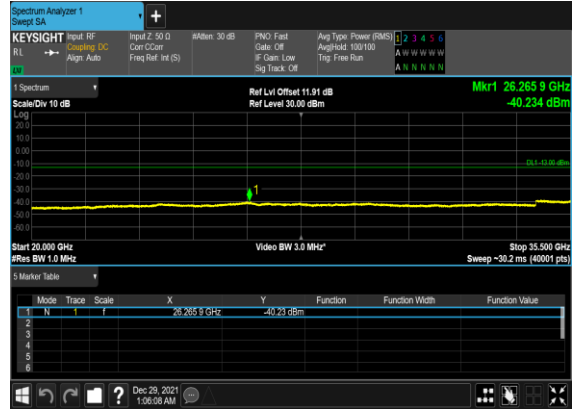 Spectrum Analyzer 1
Swept SA
+
KEYSIGHT Input: RF Input Z: 50 Ω #Atten: 30 dB PNO: Fast Avg Type: Power (RMS) 1 2 3 4 5 6
RL Coupling: DC Corr CCorr Gate: Off Avg|Hold: 100/100 A W W W W W
Align: Auto Freq Ref: Int (S) IF Gain: Low Trig: Free Run
Sig Track: Off A N N N N N
1 Spectrum Ref Lvl Offset 11.91 dB Mkr1 26.265 9 GHz
Scale/Div 10 dB Ref Level 30.00 dBm -40.234 dBm
Log
20.0
10.0
0.00
-10.0 DL1 -13.00 dBm
-20.0
-30.0 1
-40.0
-50.0
-60.0
Start 20.000 GHz Video BW 3.0 MHz* Stop 35.500 GHz
#Res BW 1.0 MHz Sweep ~30.2 ms (40001 pts)
5 Marker Table
Mode Trace Scale X Y Function Function Width Function Value
1 N 1 f 26.265 9 GHz -40.23 dBm
2
3
4
5
6
? Dec 29, 2021
1:06:08 AM